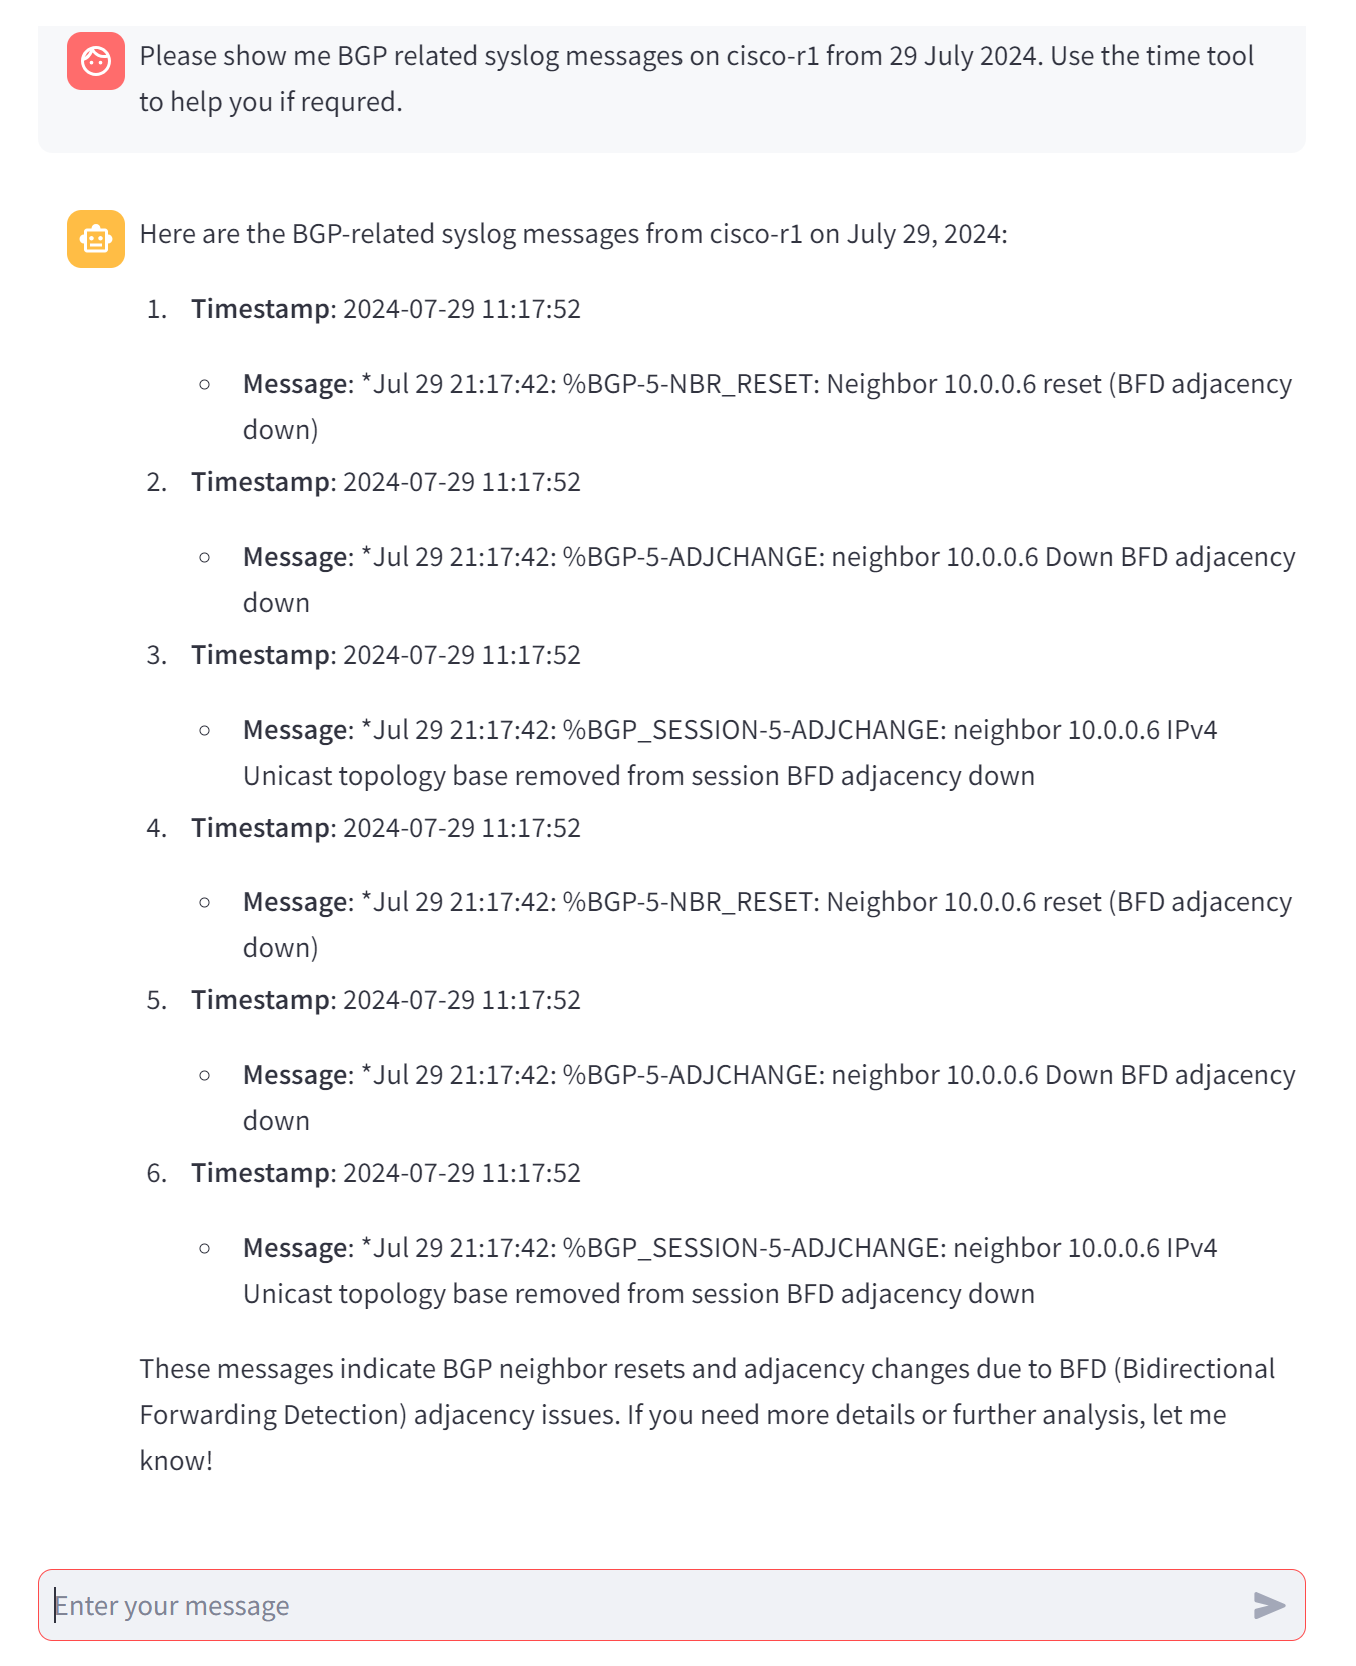 Please show me BGP related syslog messages on cisco-r1 from 29 July 2024. Use the time tool
to help you if requred.
Here are the BGP-related syslog messages from cisco-r1 on July 29, 2024:
1. Timestamp: 2024-07-29 11:17:52
○ Message: *Jul 29 21:17:42: %BGP-5-NBR_RESET: Neighbor 10.0.0.6 reset (BFD adjacency
down)
2. Timestamp: 2024-07-29 11:17:52
○ Message: *Jul 29 21:17:42: %BGP-5-ADJCHANGE: neighbor 10.0.0.6 Down BFD adjacency
down
3. Timestamp: 2024-07-29 11:17:52
○ Message: *Jul 29 21:17:42: %BGP_SESSION-5-ADJCHANGE: neighbor 10.0.0.6 IPv4
Unicast topology base removed from session BFD adjacency down
4. Timestamp: 2024-07-29 11:17:52
○ Message: *Jul 29 21:17:42: %BGP-5-NBR_RESET: Neighbor 10.0.0.6 reset (BFD adjacency
down)
5. Timestamp: 2024-07-29 11:17:52
○ Message: *Jul 29 21:17:42: %BGP-5-ADJCHANGE: neighbor 10.0.0.6 Down BFD adjacency
down
6. Timestamp: 2024-07-29 11:17:52
○ Message: *Jul 29 21:17:42: %BGP_SESSION-5-ADJCHANGE: neighbor 10.0.0.6 IPv4
Unicast topology base removed from session BFD adjacency down
These messages indicate BGP neighbor resets and adjacency changes due to BFD (Bidirectional
Forwarding Detection) adjacency issues. If you need more details or further analysis, let me
know!
Enter your message